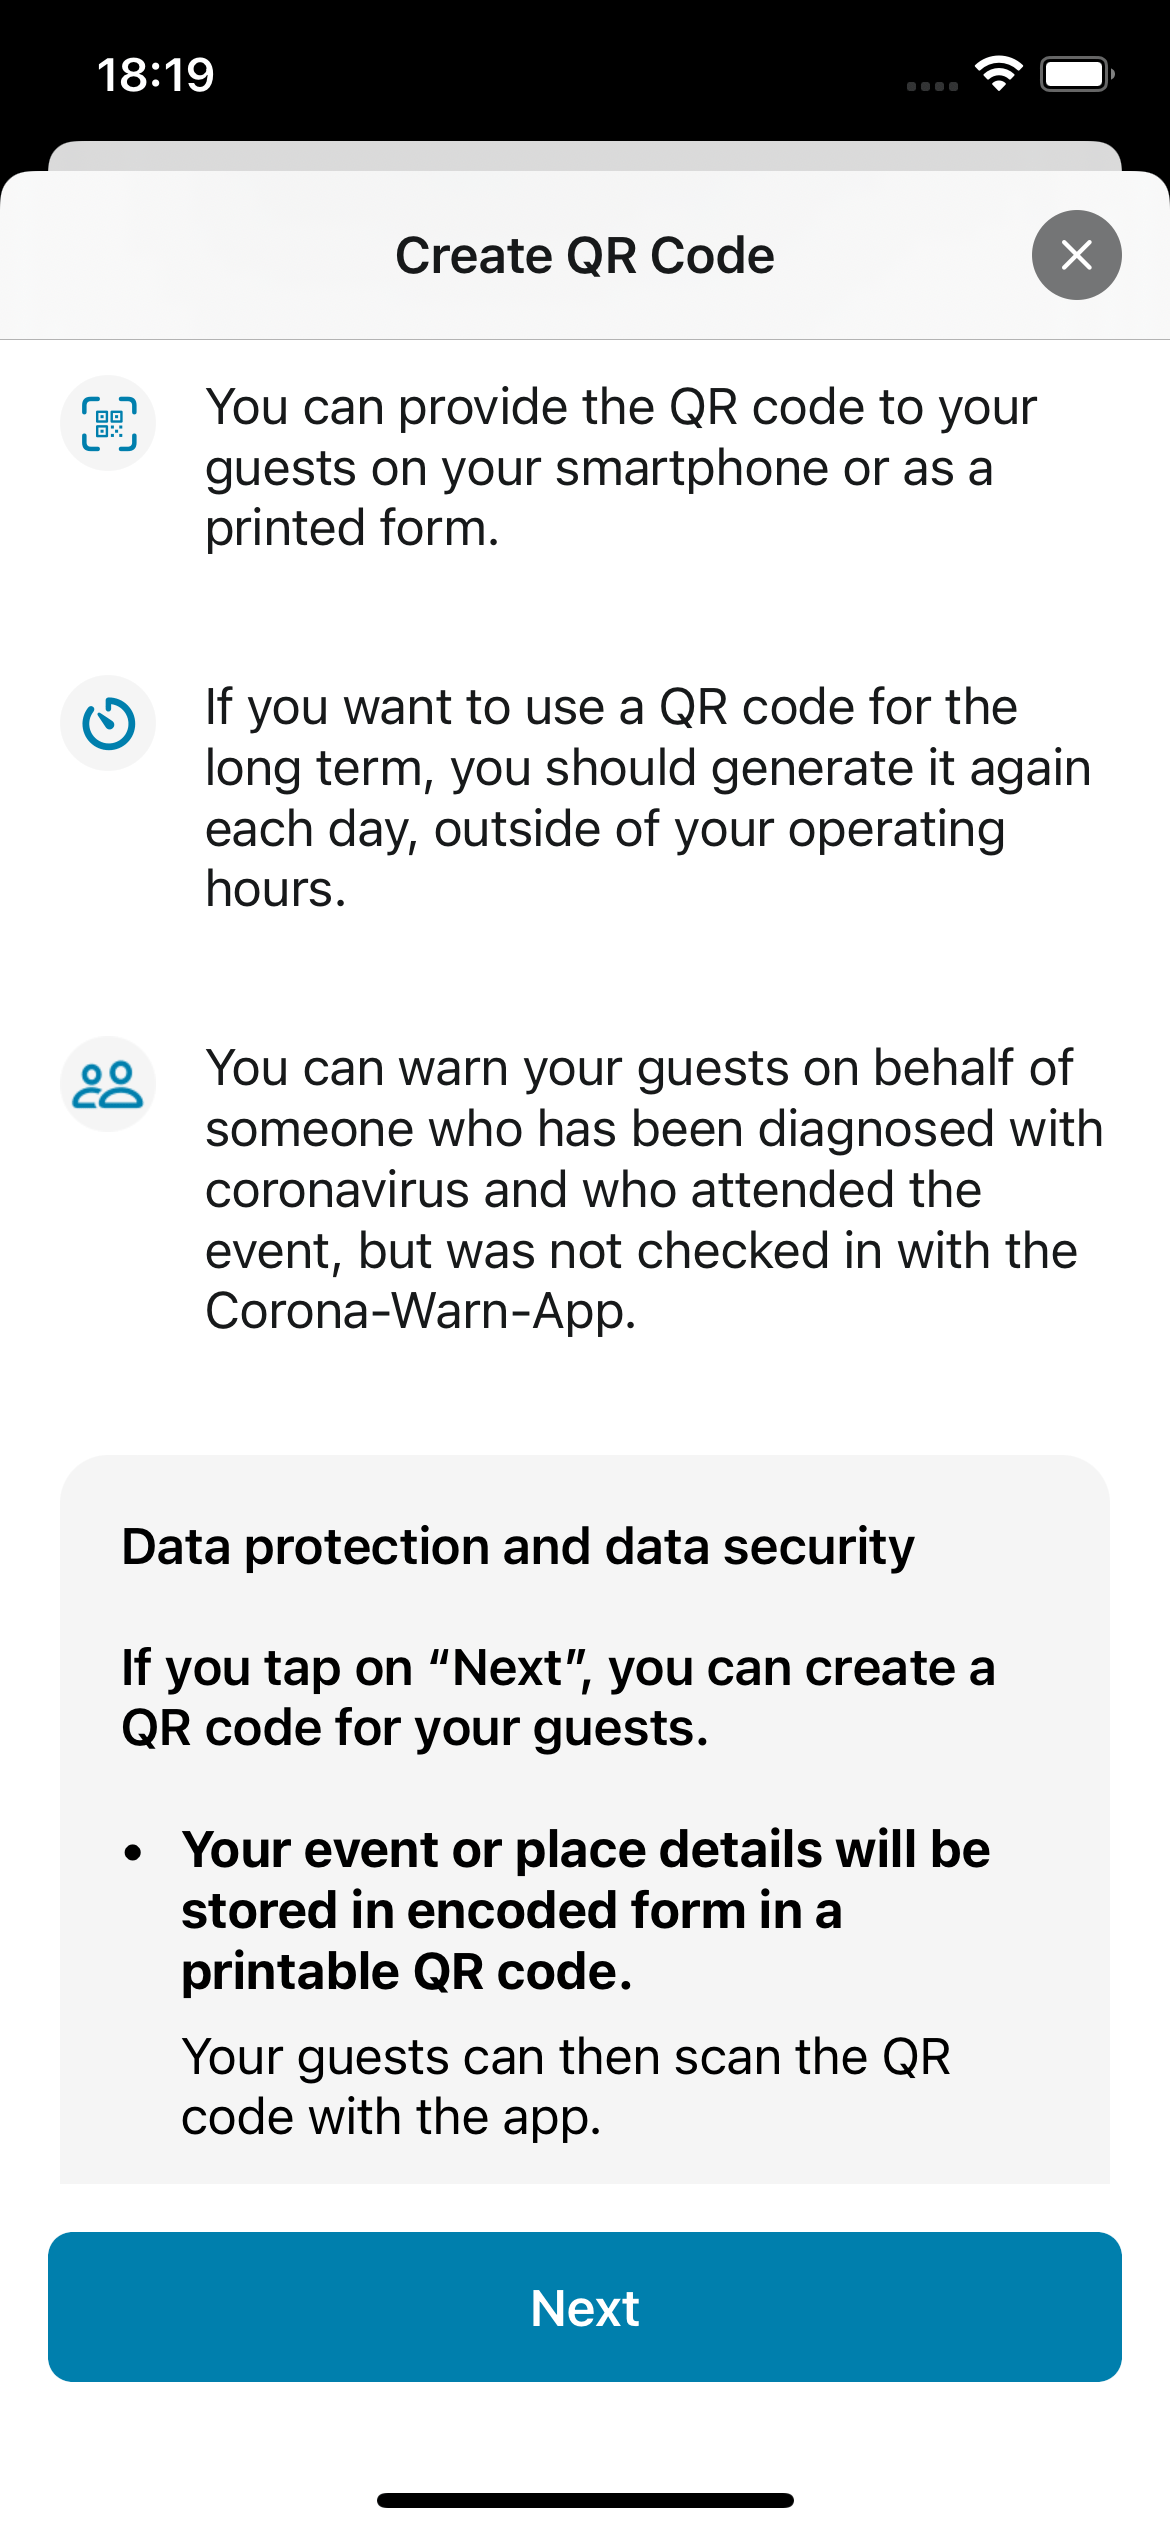 18:19
Create QR Code
You can provide the QR code to your
guests on your smartphone or as a
printed form.
If you want to use a QR code for the
long term, you should generate it again
each day, outside of your operating
hours.
You can warn your guests on behalf of
someone who has been diagnosed with
coronavirus and who attended the
event, but was not checked in with the
Corona-Warn-App.
Data protection and data security
If you tap on “Next”, you can create a
QR code for your guests.
• Your event or place details will be
stored in encoded form in a
printable QR code.
Your guests can then scan the QR
code with the app.
Next